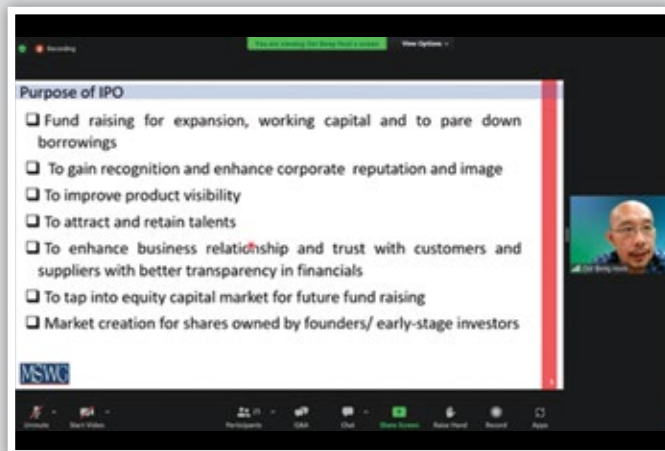 Recording
You are viewing Ooi Beng Hooi's screen
View Options
Purpose of IPO
Fund raising for expansion, working capital and to pare down
borrowings
To gain recognition and enhance corporate reputation and image
To improve product visibility
To attract and retain talents
To enhance business relationship and trust with customers and
suppliers with better transparency in financials
To tap into equity capital market for future fund raising
Market creation for shares owned by founders/ early-stage investors
Ooi Beng Hooi
MSWG
Unmute
Start Video
Participants
Q&A
Chat
Share Screen
Raise Hand
Record
Apps